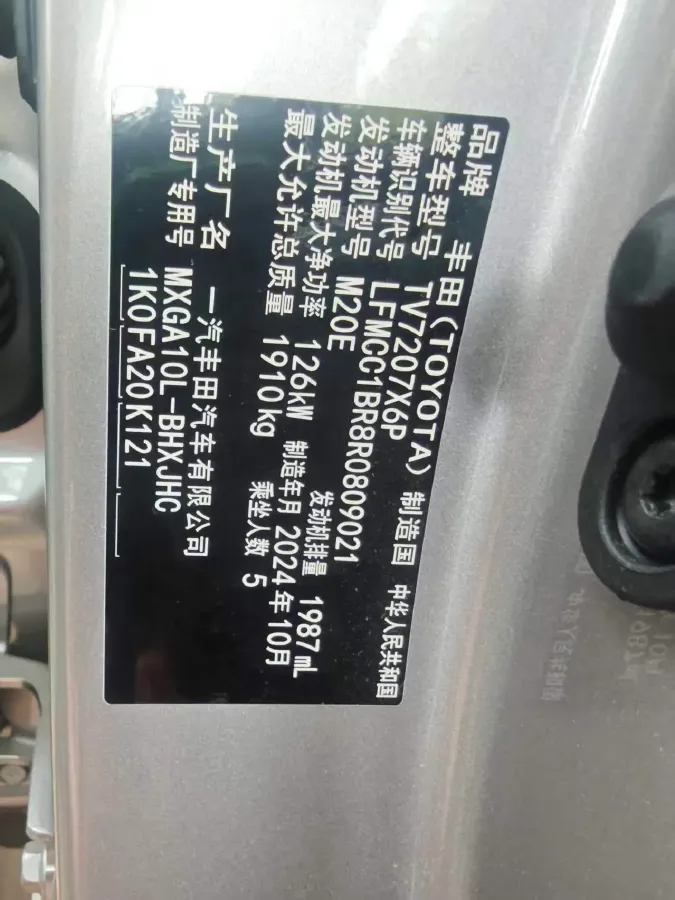 品牌 丰田(TOYOTA) 制造国 中华人民共和国
整车型号 TV7207X6P
车辆识别代号 LFMCC1BR8R0809021
发动机型号 M20E 发动机排量 1987mL
发动机最大净功率 126kW 制造年月 2024年10月
最大允许总质量 1910kg 乘坐人数 5
生产厂名 一汽丰田汽车有限公司
制造厂专用号 MXGA10L-BHXJHC
1K0FA20K121